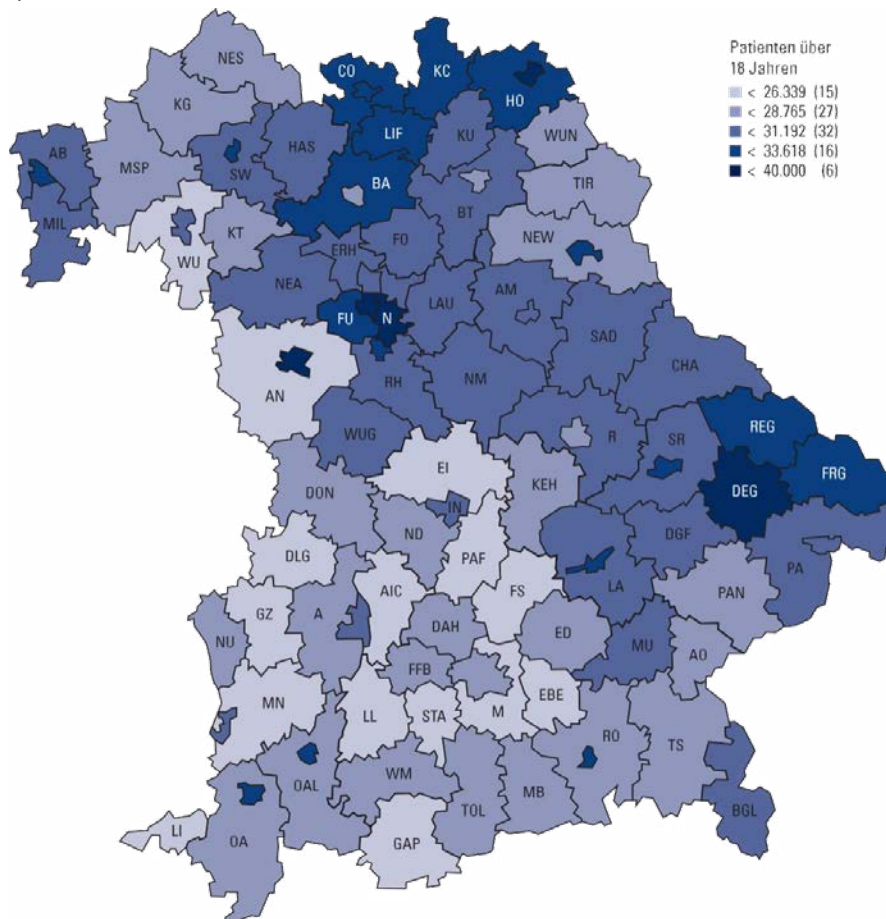 Patienten über
18 Jahren
< 26.339 (15)
< 28.765 (27)
< 31.192 (32)
< 33.618 (16)
< 40.000 (6)
NES
CO
KC
HO
KG
LIF
KU
WUN
AB
MSP
SW
HAS
BA
TIR
MIL
WU
KT
BT
NEW
ERH
FO
NEA
FU
N
LAU
AM
SAD
AN
RH
NM
CHA
WUG
R
SR
REG
EI
FRG
DON
KEH
DEG
IN
ND
DGF
DLG
PAF
PA
AIC
FS
LA
PAN
GZ
A
NU
DAH
ED
MU
AO
FFB
MN
LL
STA
M
EBE
RO
TS
OAL
WM
TOL
MB
BGL
LI
OA
GAP